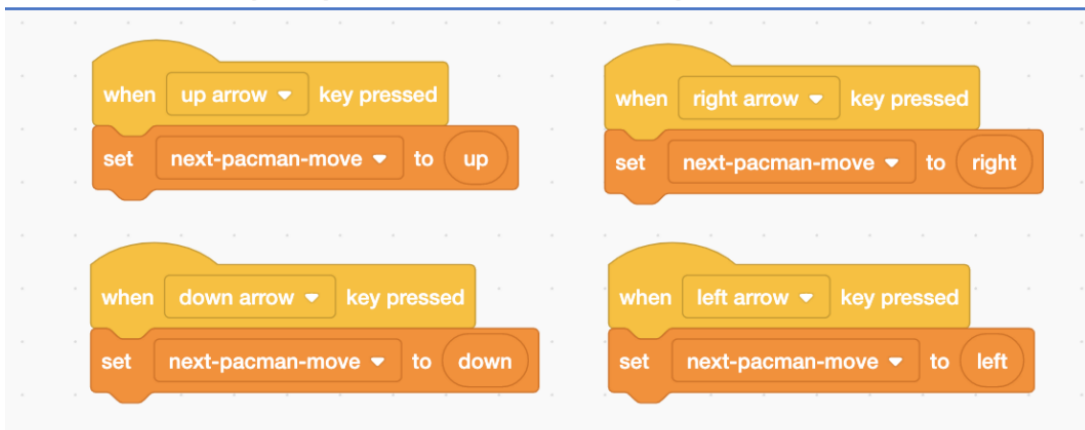 when up arrow key pressed
set next-pacman-move to up
when right arrow key pressed
set next-pacman-move to right
when down arrow key pressed
set next-pacman-move to down
when left arrow key pressed
set next-pacman-move to left